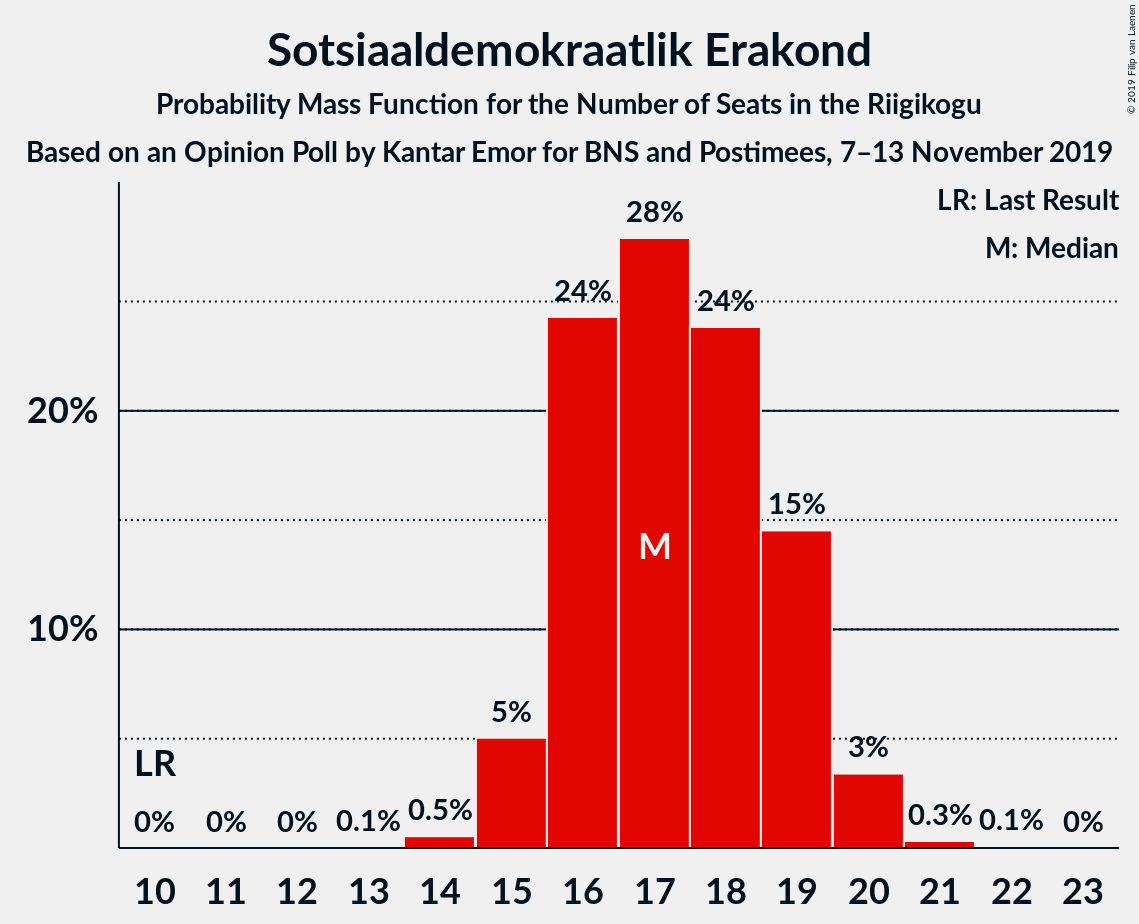 Sotsiaaldemokraatlik Erakond
Probability Mass Function for the Number of Seats in the Riigikogu
Based on an Opinion Poll by Kantar Emor for BNS and Postimees, 7–13 November 2019
© 2019 Filip van Laenen
LR: Last Result
M: Median
28%
24%
24%
20%
15%
M
10%
5%
3%
LR
0% 0% 0% 0.1% 0.5% 0.3% 0.1% 0%
10 11 12 13 14 15 16 17 18 19 20 21 22 23